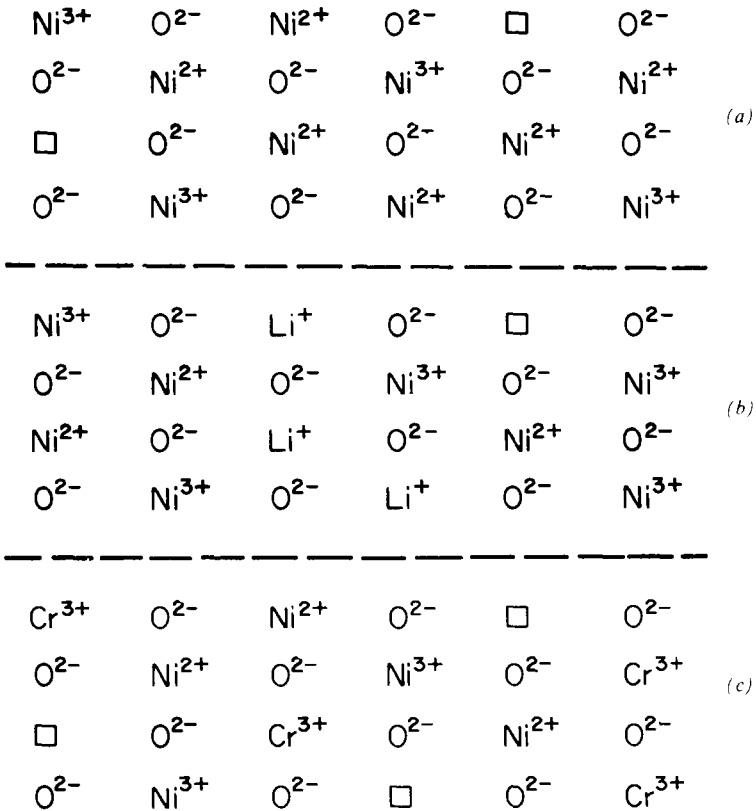 Ni³⁺ O²⁻ Ni²⁺ O²⁻ □ O²⁻
O²⁻ Ni²⁺ O²⁻ Ni³⁺ O²⁻ Ni²⁺
(a)
□ O²⁻ Ni²⁺ O²⁻ Ni²⁺ O²⁻
O²⁻ Ni³⁺ O²⁻ Ni²⁺ O²⁻ Ni³⁺
Ni³⁺ O²⁻ Li⁺ O²⁻ □ O²⁻
O²⁻ Ni²⁺ O²⁻ Ni³⁺ O²⁻ Ni³⁺
(b)
Ni²⁺ O²⁻ Li⁺ O²⁻ Ni²⁺ O²⁻
O²⁻ Ni³⁺ O²⁻ Li⁺ O²⁻ Ni³⁺
Cr³⁺ O²⁻ Ni²⁺ O²⁻ □ O²⁻
O²⁻ Ni²⁺ O²⁻ Ni³⁺ O²⁻ Cr³⁺
(c)
□ O²⁻ Cr³⁺ O²⁻ Ni²⁺ O²⁻
O²⁻ Ni³⁺ O²⁻ □ O²⁻ Cr³⁺